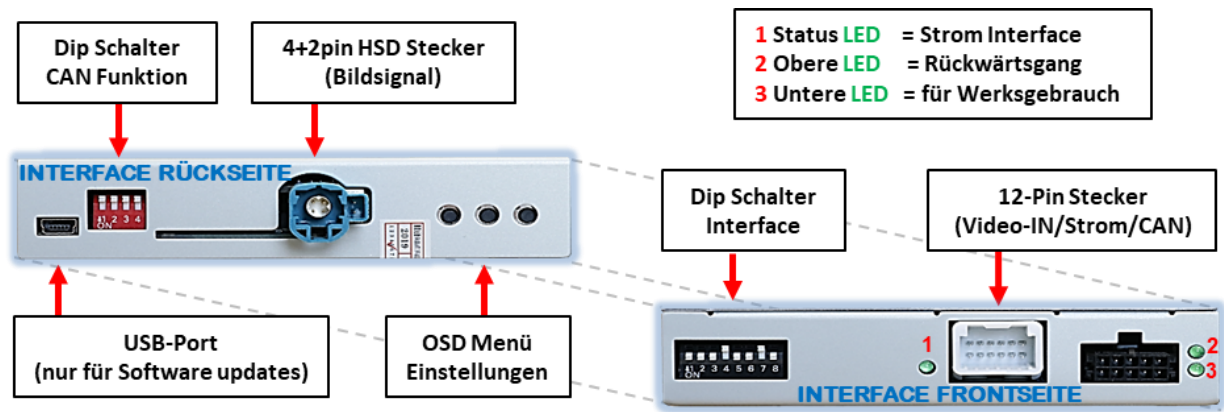 Dip Schalter
CAN Funktion
4+2pin HSD Stecker
(Bildsignal)
1 Status LED = Strom Interface
2 Obere LED = Rückwärtsgang
3 Untere LED = für Werksgebrauch
INTERFACE RÜCKSEITE
1 2 3 4
ON
2019
Dip Schalter
Interface
12-Pin Stecker
(Video-IN/Strom/CAN)
USB-Port
(nur für Software updates)
OSD Menü
Einstellungen
1
2
3
1 2 3 4 5 6 7 8
ON
INTERFACE FRONTSEITE